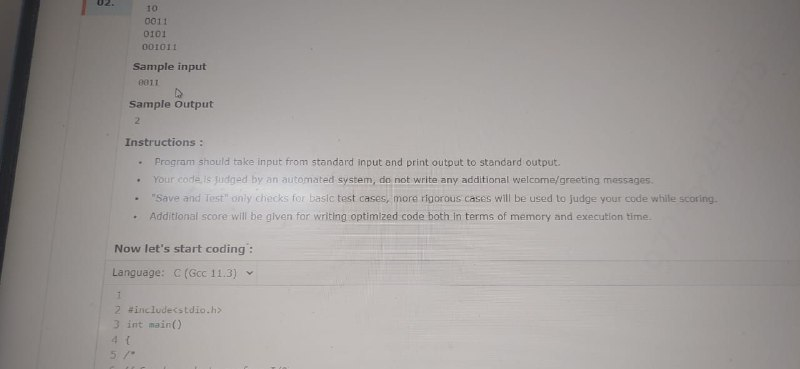 02.
10
0011
0101
001011
Sample input
0011
Sample Output
2
Instructions :
• Program should take input from standard input and print output to standard output.
• Your code is judged by an automated system, do not write any additional welcome/greeting messages.
• "Save and Test" only checks for basic test cases, more rigorous cases will be used to judge your code while scoring.
• Additional score will be given for writing optimized code both in terms of memory and execution time.
Now let's start coding :
Language: C (Gcc 11.3)
1
2 #include<stdio.h>
3 int main()
4 {
5 /*